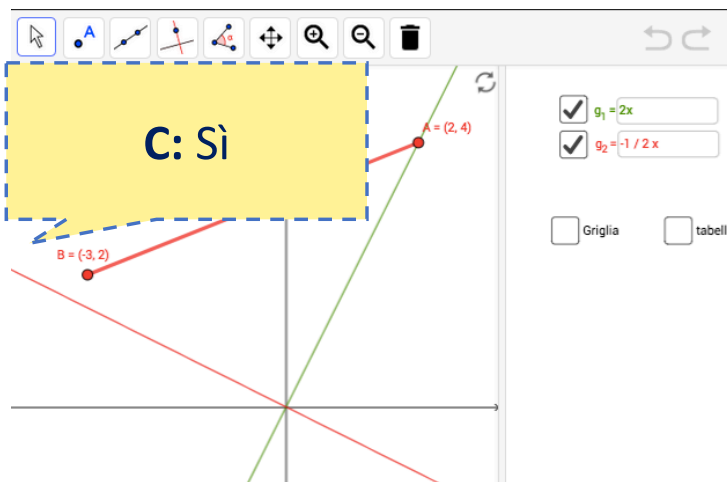 A
α
C: Sì
A = (2, 4)
B = (-3, 2)
g₁ = 2x
g₂ = -1 / 2 x
Griglia
tabell